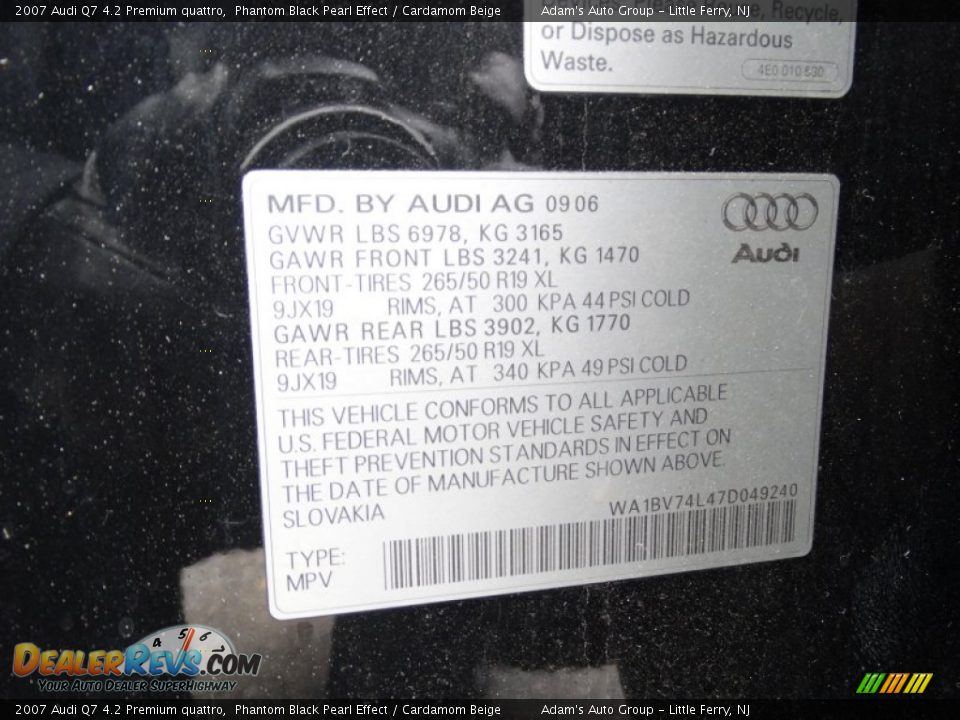 2007 Audi Q7 4.2 Premium quattro, Phantom Black Pearl Effect / Cardamom Beige Adam's Auto Group - Little Ferry, NJ
Recycle,
or Dispose as Hazardous
Waste.
4E0 010 830
MFD. BY AUDI AG 0906
GVWR LBS 6978, KG 3165
GAWR FRONT LBS 3241, KG 1470
FRONT-TIRES 265/50 R19 XL
9JX19 RIMS, AT 300 KPA 44 PSI COLD
GAWR REAR LBS 3902, KG 1770
REAR-TIRES 265/50 R19 XL
9JX19 RIMS, AT 340 KPA 49 PSI COLD
Audi
THIS VEHICLE CONFORMS TO ALL APPLICABLE
U.S. FEDERAL MOTOR VEHICLE SAFETY AND
THEFT PREVENTION STANDARDS IN EFFECT ON
THE DATE OF MANUFACTURE SHOWN ABOVE.
SLOVAKIA WA1BV74L47D049240
TYPE:
MPV
4 5 6
DealerRevs.com
Your Auto Dealer SuperHighway
2007 Audi Q7 4.2 Premium quattro, Phantom Black Pearl Effect / Cardamom Beige Adam's Auto Group - Little Ferry, NJ